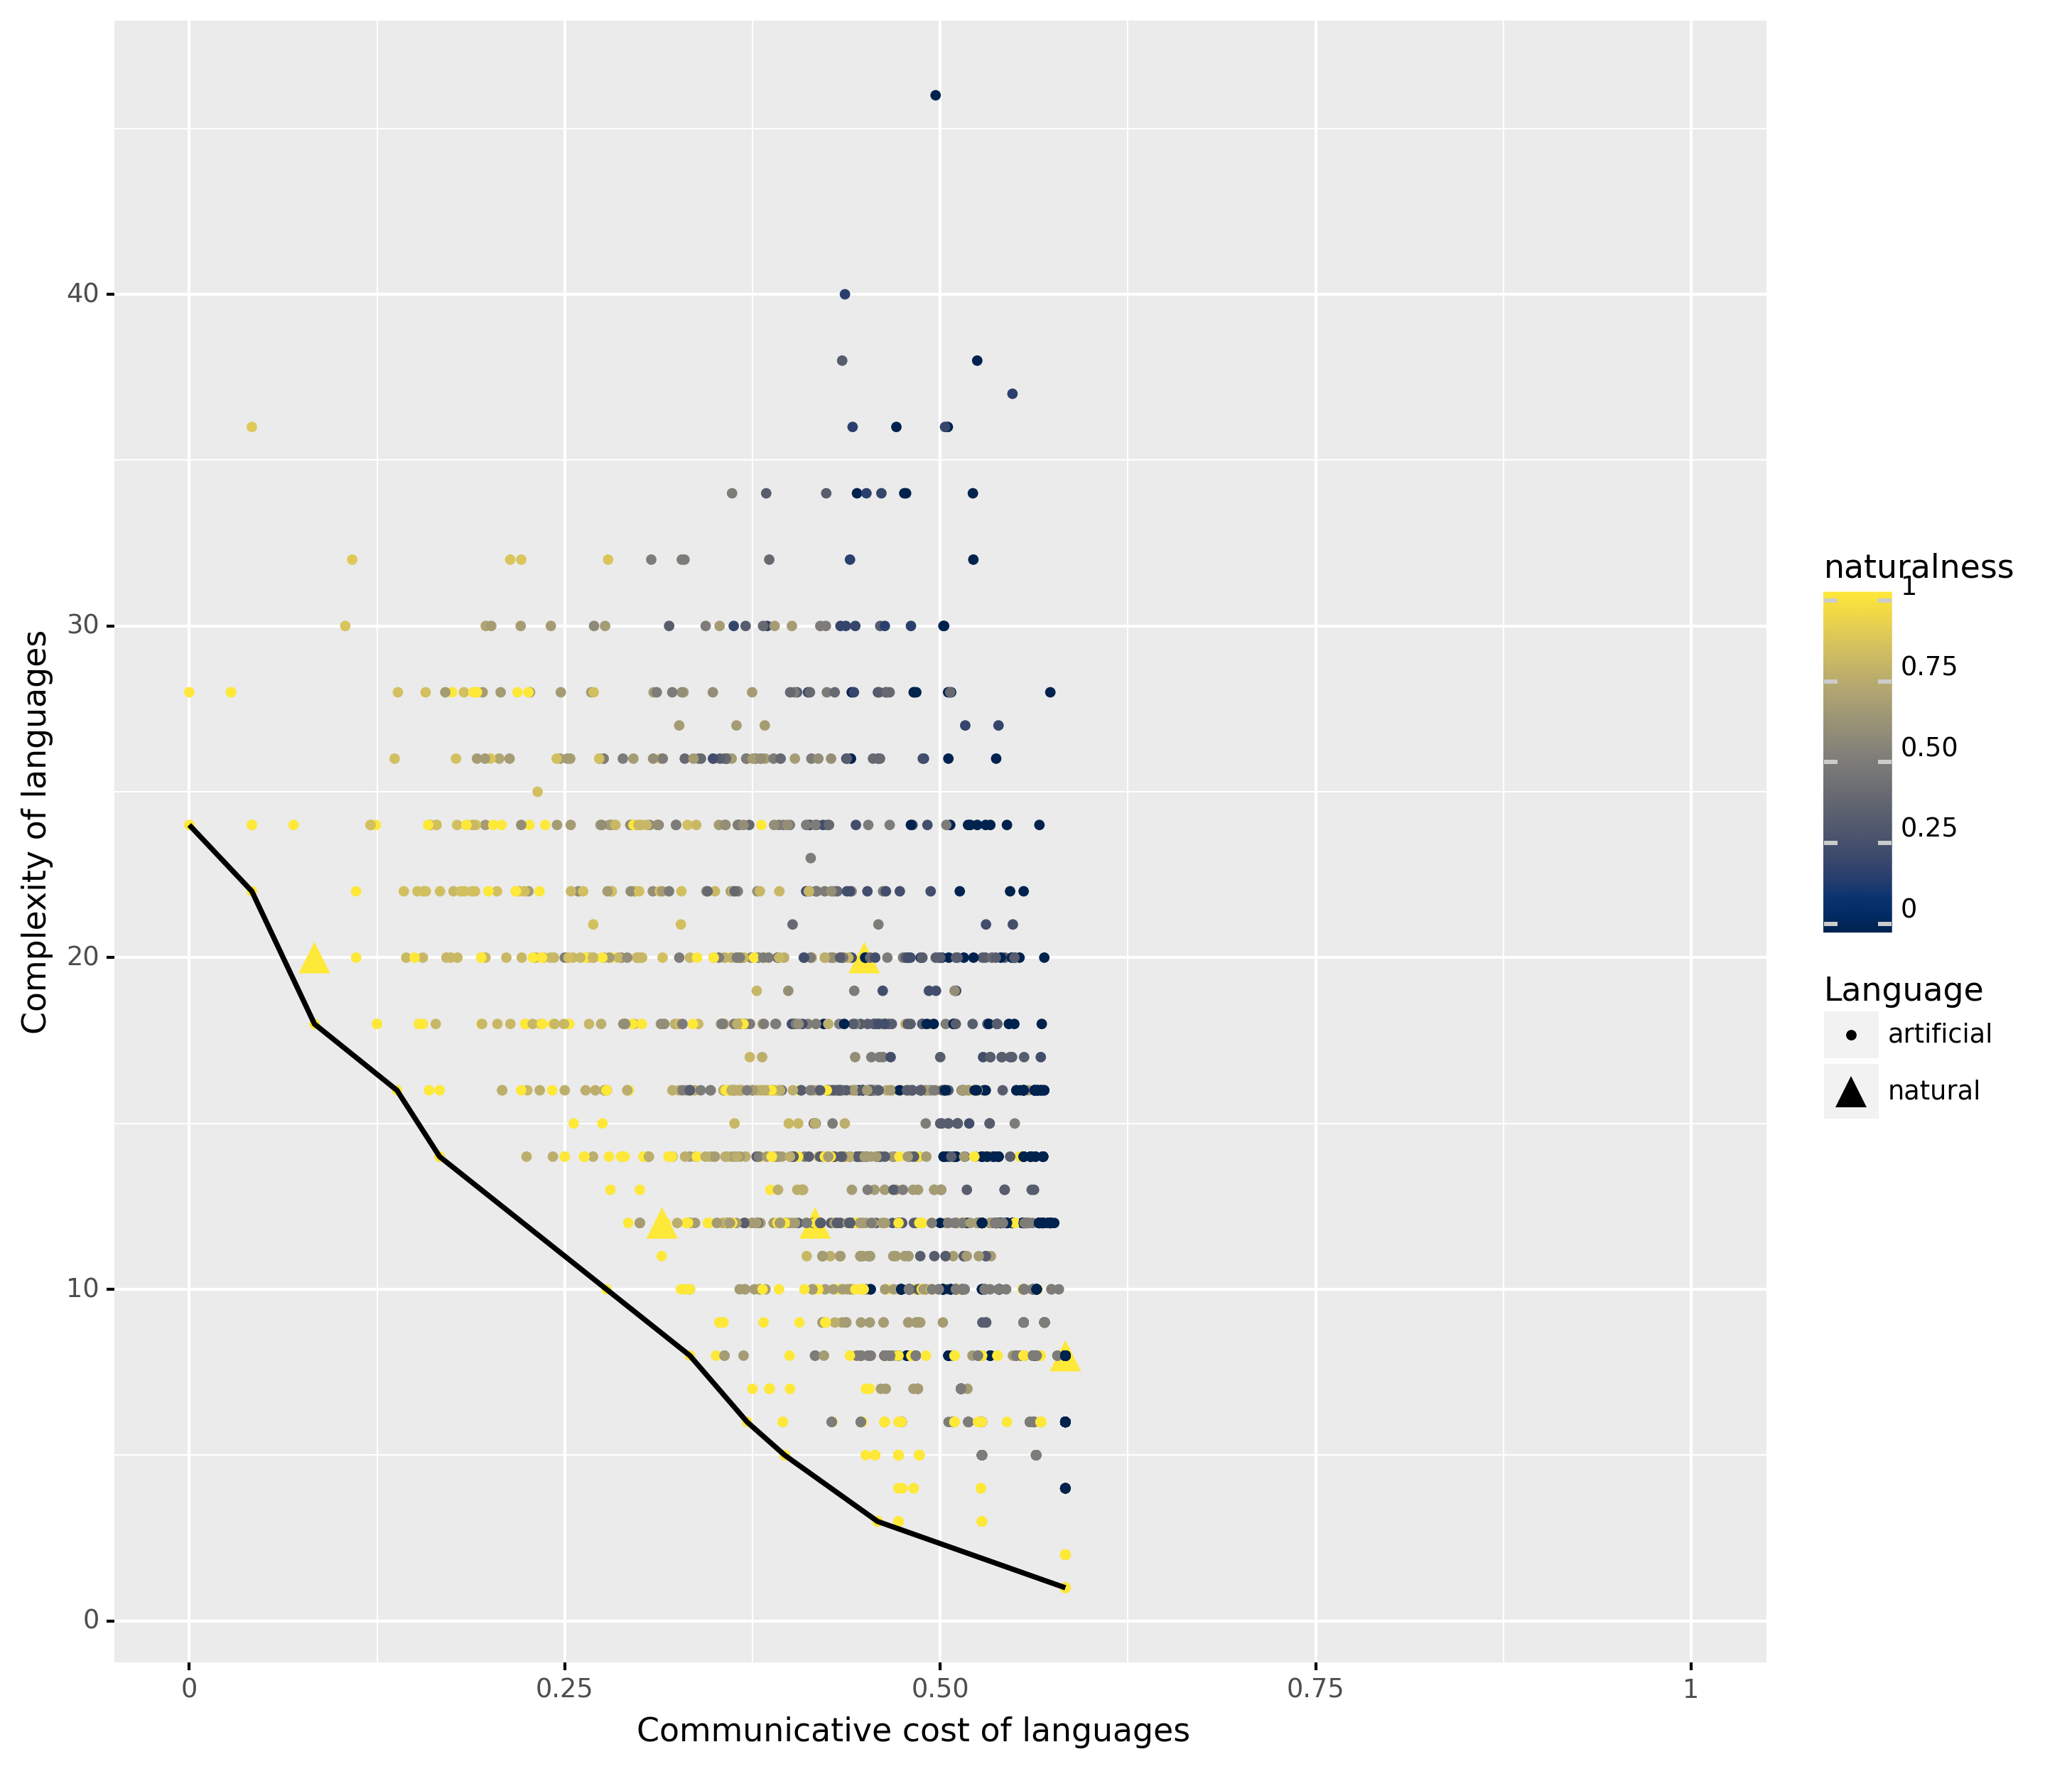 Complexity of languages
40
30
20
10
0
0
0.25
0.50
0.75
1
Communicative cost of languages
naturalness
1
0.75
0.50
0.25
0
Language
artificial
natural